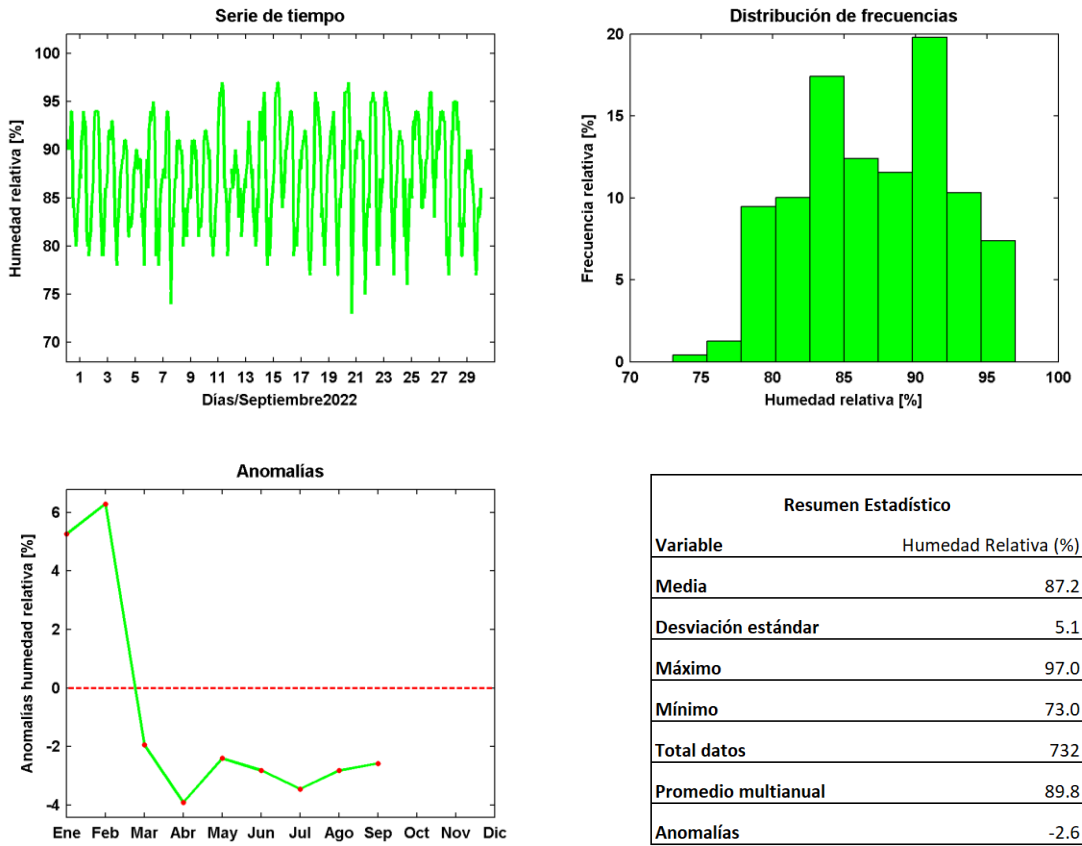 Serie de tiempo
Humedad relativa [%]
100
95
90
85
80
75
70
1 3 5 7 9 11 13 15 17 19 21 23 25 27 29
Días/Septiembre2022
Distribución de frecuencias
Frecuencia relativa [%]
20
15
10
5
0
70 75 80 85 90 95 100
Humedad relativa [%]
Anomalías
Anomalias humedad relativa [%]
6
4
2
0
-2
-4
Ene Feb Mar Abr May Jun Jul Ago Sep Oct Nov Dic
Resumen Estadístico
Variable Humedad Relativa (%)
Media 87.2
Desviación estándar 5.1
Máximo 97.0
Mínimo 73.0
Total datos 732
Promedio multianual 89.8
Anomalías -2.6